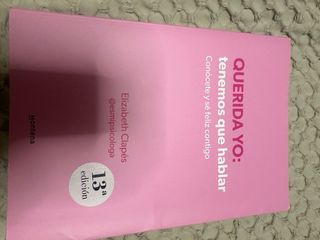 QUERIDA YO:
tenemos que hablar
Conócete y sé feliz contigo
Elizabeth Clapés
@esmipsicologa
13ª
edición
montena